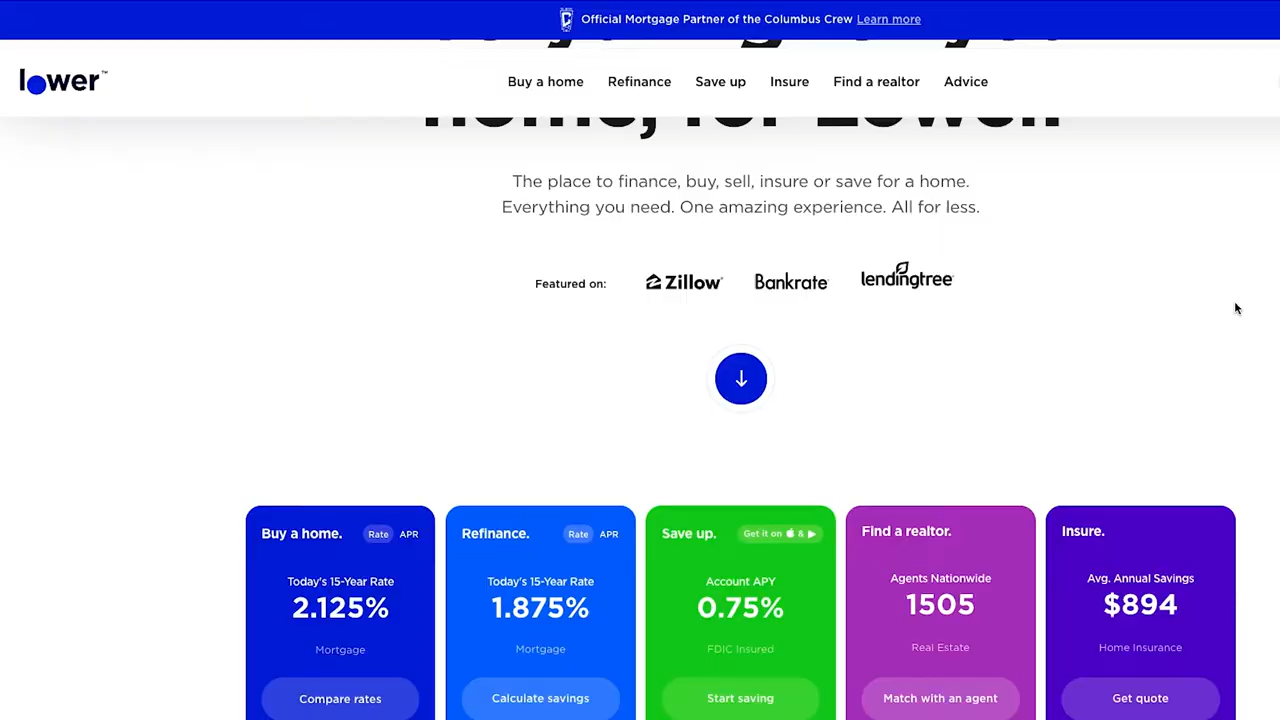 Official Mortgage Partner of the Columbus Crew Learn more
lower™
Buy a home Refinance Save up Insure Find a realtor Advice
home, for Lower.
The place to finance, buy, sell, insure or save for a home.
Everything you need. One amazing experience. All for less.
Featured on: Zillow Bankrate lendingtree
Buy a home. Rate APR
Today's 15-Year Rate
2.125%
Mortgage
Compare rates
Refinance. Rate APR
Today's 15-Year Rate
1.875%
Mortgage
Calculate savings
Save up. Get it on &
Account APY
0.75%
FDIC Insured
Start saving
Find a realtor.
Agents Nationwide
1505
Real Estate
Match with an agent
Insure.
Avg. Annual Savings
$894
Home Insurance
Get quote